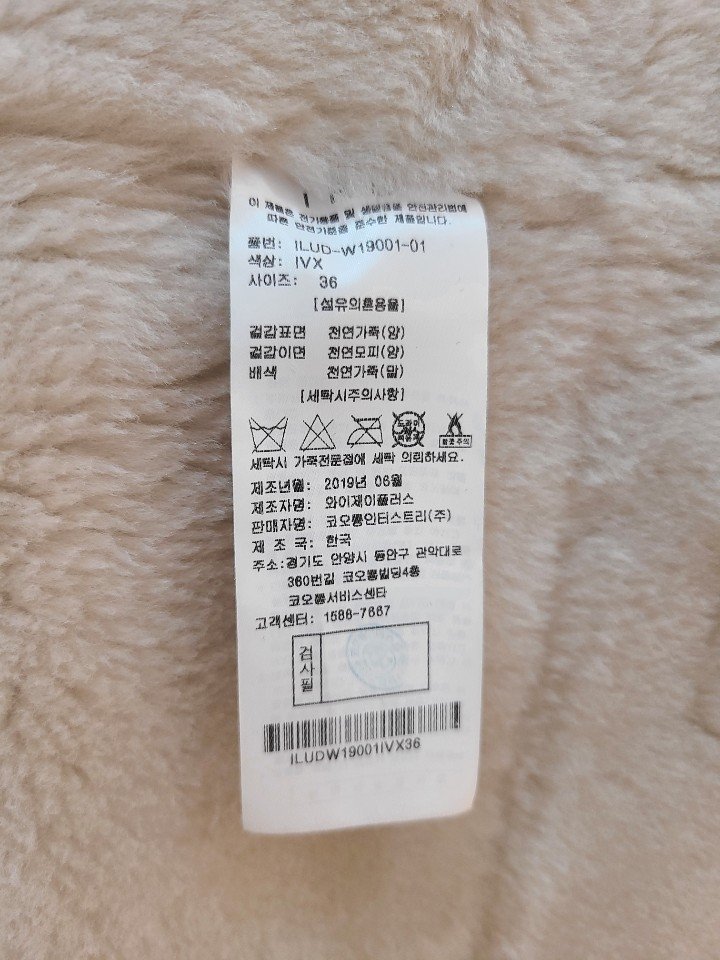 이 제품은 전기용품 및 생활용품 안전관리법에
따른 안전기준을 준수한 제품입니다.
품번: ILUD-W19001-01
색상: IVX
사이즈: 36
[섬유의혼용율]
겉감표면 천연가죽(양)
겉감이면 천연모피(양)
배색 천연가죽(말)
[세탁시주의사항]
드라이
불꽃 주의
세탁시 가죽전문점에 세탁 의뢰하세요.
제조년월: 2019년 06월
제조자명: 와이제이플러스
판매자명: 코오롱인더스트리(주)
제 조 국: 한국
주소:경기도 안양시 동안구 관악대로
360번길 코오롱빌딩4층
코오롱서비스센타
고객센터: 1588-7667
검사필
ILUDW19001IVX36